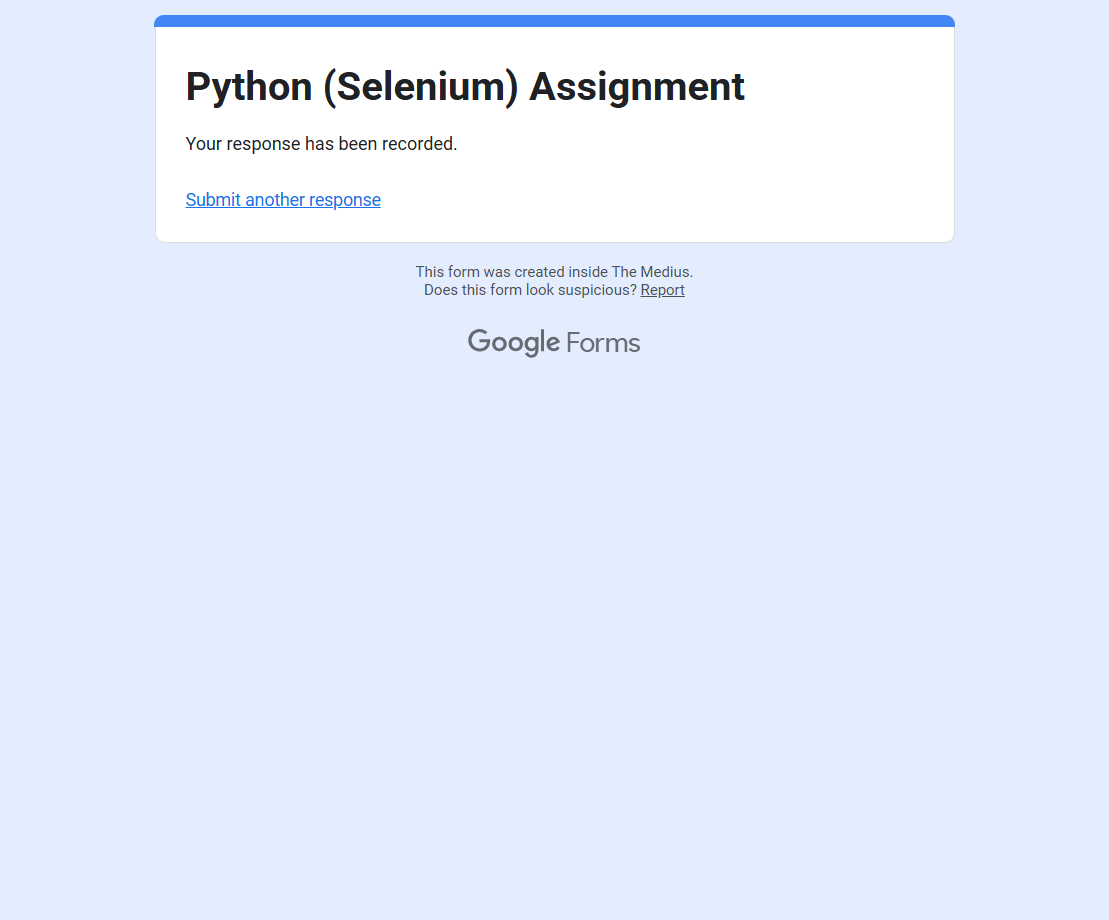 Python (Selenium) Assignment
Your response has been recorded.
Submit another response
This form was created inside The Medius.
Does this form look suspicious? Report
Google Forms